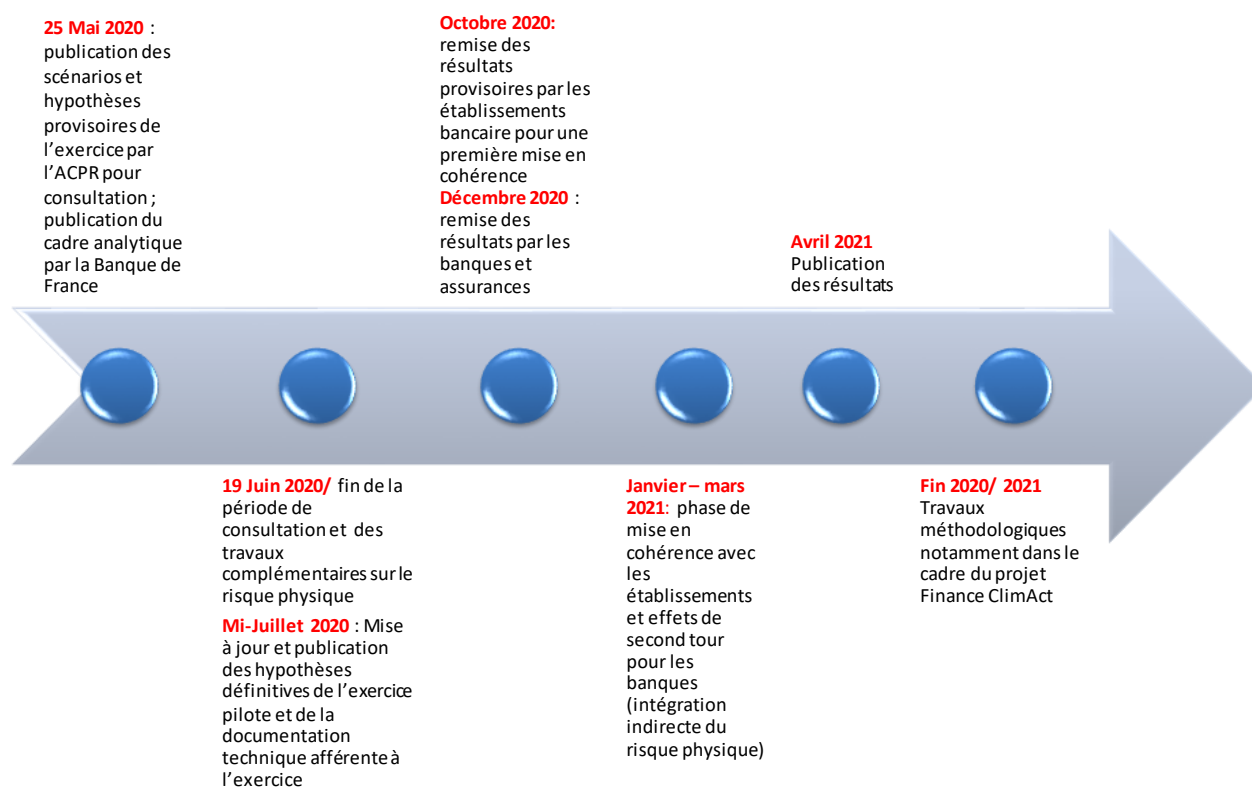 25 Mai 2020 :
publication des
scénarios et
hypothèses
provisoires de
l’exercice par
l’ACPR pour
consultation ;
publication du
cadre analytique
par la Banque de
France
19 Juin 2020/ fin de la
période de
consultation et des
travaux
complémentaires sur le
risque physique
Mi-Juillet 2020 : Mise
à jour et publication
des hypothèses
définitives de l’exercice
pilote et de la
documentation
technique afférente à
l’exercice
Octobre 2020:
remise des
résultats
provisoires par les
établissements
bancaire pour une
première mise en
cohérence
Décembre 2020 :
remise des
résultats par les
banques et
assurances
Janvier – mars
2021: phase de
mise en
cohérence avec
les
établissements
et effets de
second tour
pour les
banques
(intégration
indirecte du
risque physique)
Avril 2021
Publication
des résultats
Fin 2020/ 2021
Travaux
méthodologiques
notamment dans le
cadre du projet
Finance ClimAct